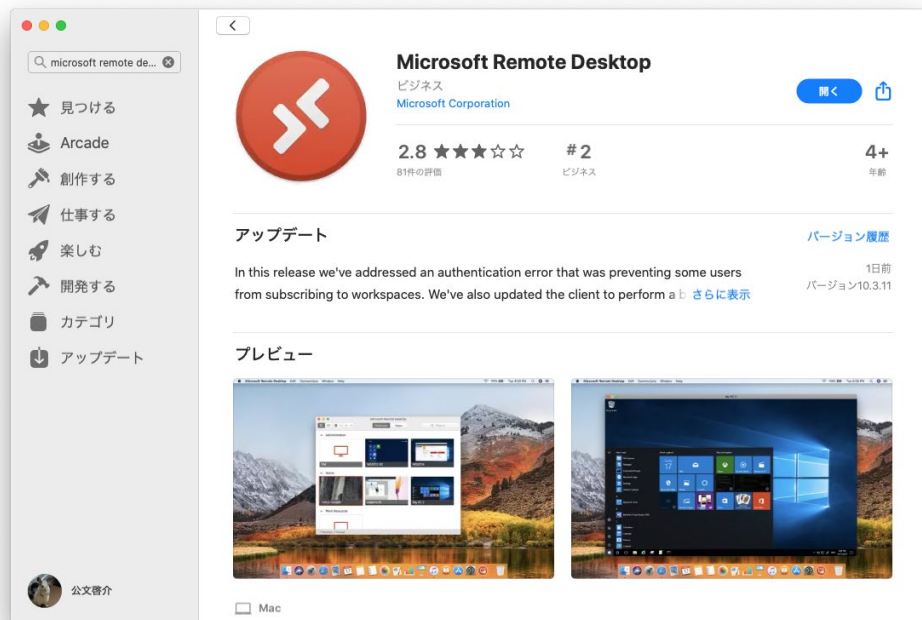 microsoft remote de...
見つける
Arcade
創作する
仕事する
楽しむ
開発する
カテゴリ
アップデート
公文啓介
Microsoft Remote Desktop
ビジネス
Microsoft Corporation
開く
2.8
81件の評価
#2
ビジネス
4+
年齢
アップデート
バージョン履歴
In this release we've addressed an authentication error that was preventing some users
from subscribing to workspaces. We've also updated the client to perform a b さらに表示
1日前
バージョン10.3.11
プレビュー
Mac